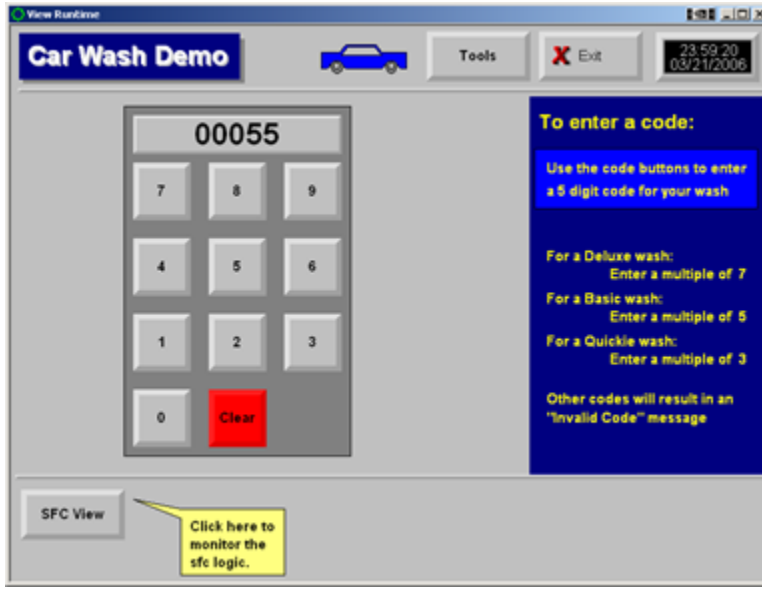 View Runtime
Car Wash Demo
Tools
X Exit
23:59:20
03/21/2006
00055
7 8 9
4 5 6
1 2 3
0 Clear
To enter a code:
Use the code buttons to enter
a 5 digit code for your wash
For a Deluxe wash:
Enter a multiple of 7
For a Basic wash:
Enter a multiple of 5
For a Quickie wash:
Enter a multiple of 3
Other codes will result in an
"Invalid Code" message
SFC View
Click here to
monitor the
sfc logic.